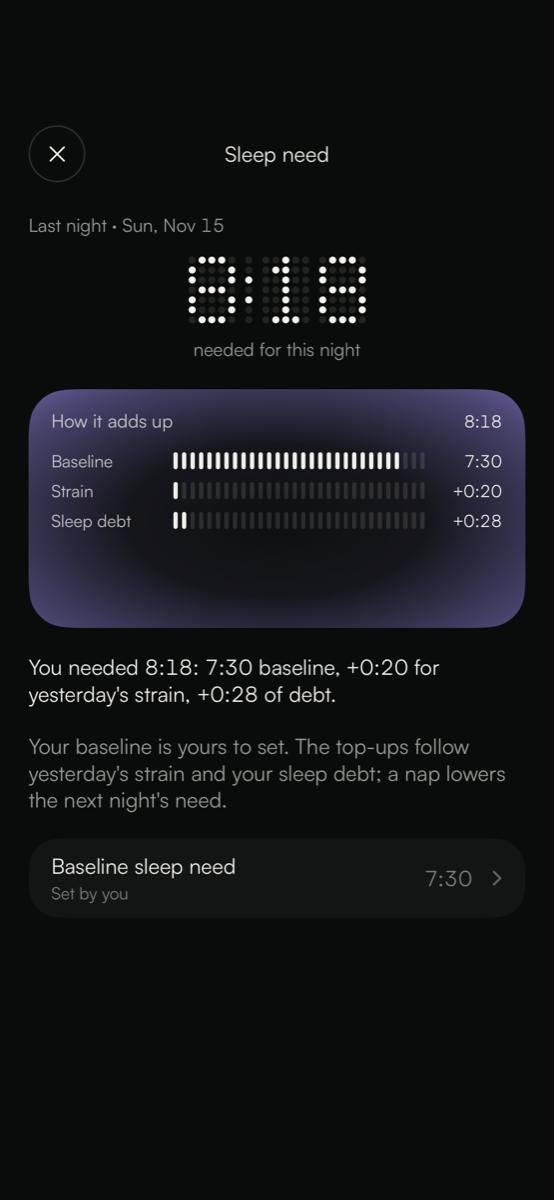 Sleep need
Last night • Sun, Nov 15
8:18
needed for this night
How it adds up 8:18
Baseline 7:30
Strain +0:20
Sleep debt +0:28
You needed 8:18: 7:30 baseline, +0:20 for
yesterday's strain, +0:28 of debt.
Your baseline is yours to set. The top-ups follow
yesterday's strain and your sleep debt; a nap lowers
the next night's need.
Baseline sleep need
Set by you
7:30